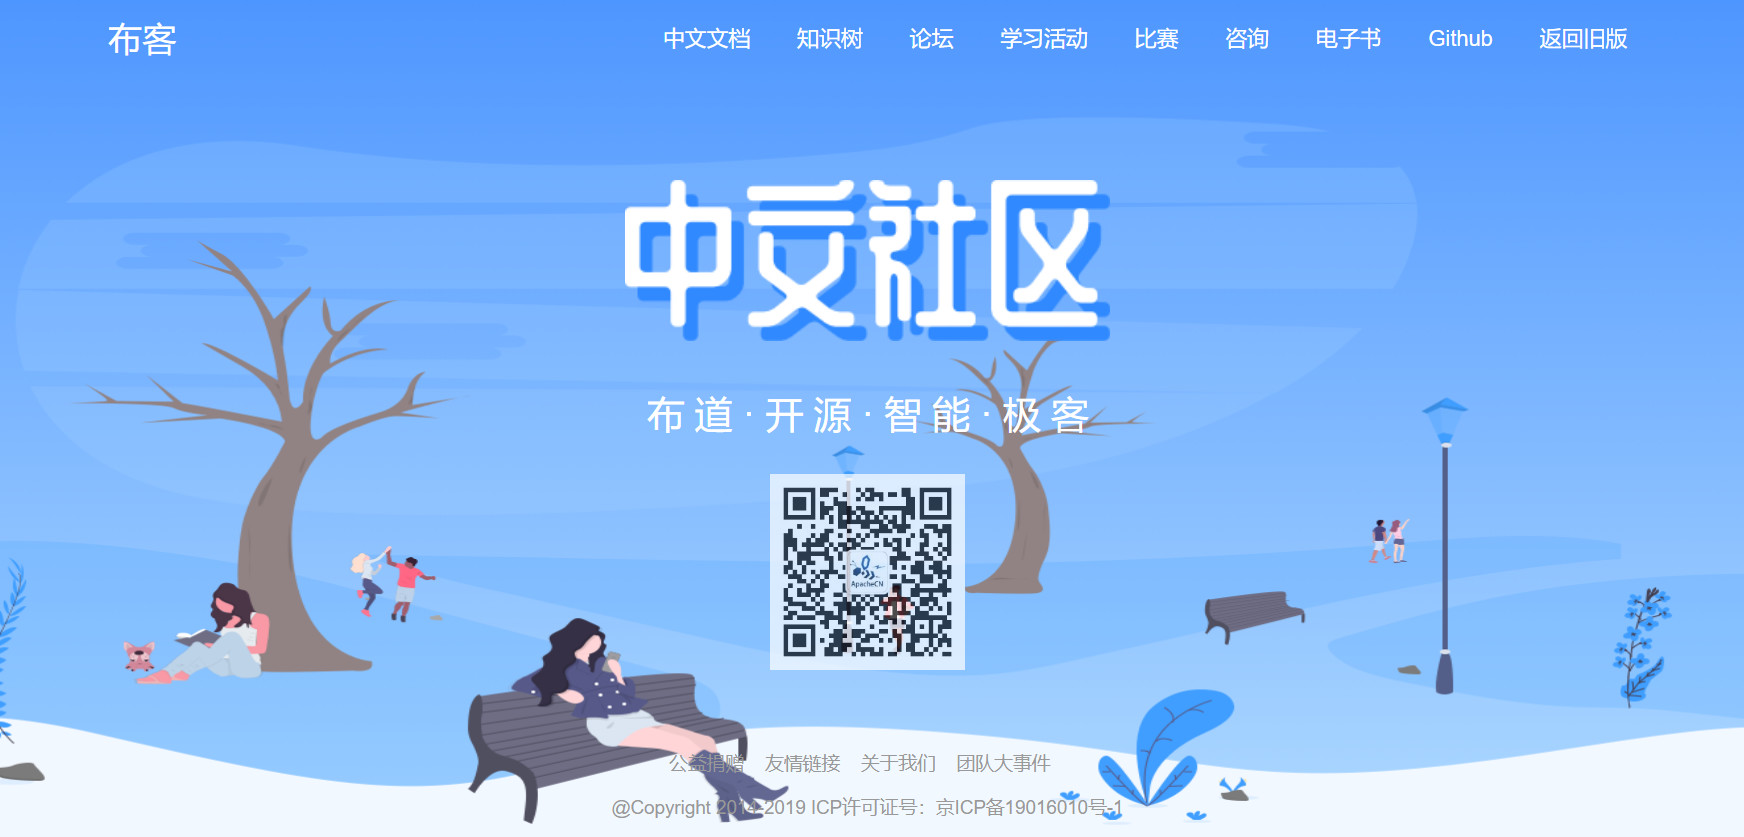 布客 中文文档 知识树 论坛 学习活动 比赛 咨询 电子书 Github 返回旧版
中文社区
布道·开源·智能·极客
ApacheCN
公益捐赠 友情链接 关于我们 团队大事件
@Copyright 2014-2019 ICP许可证号：京ICP备19016010号-1